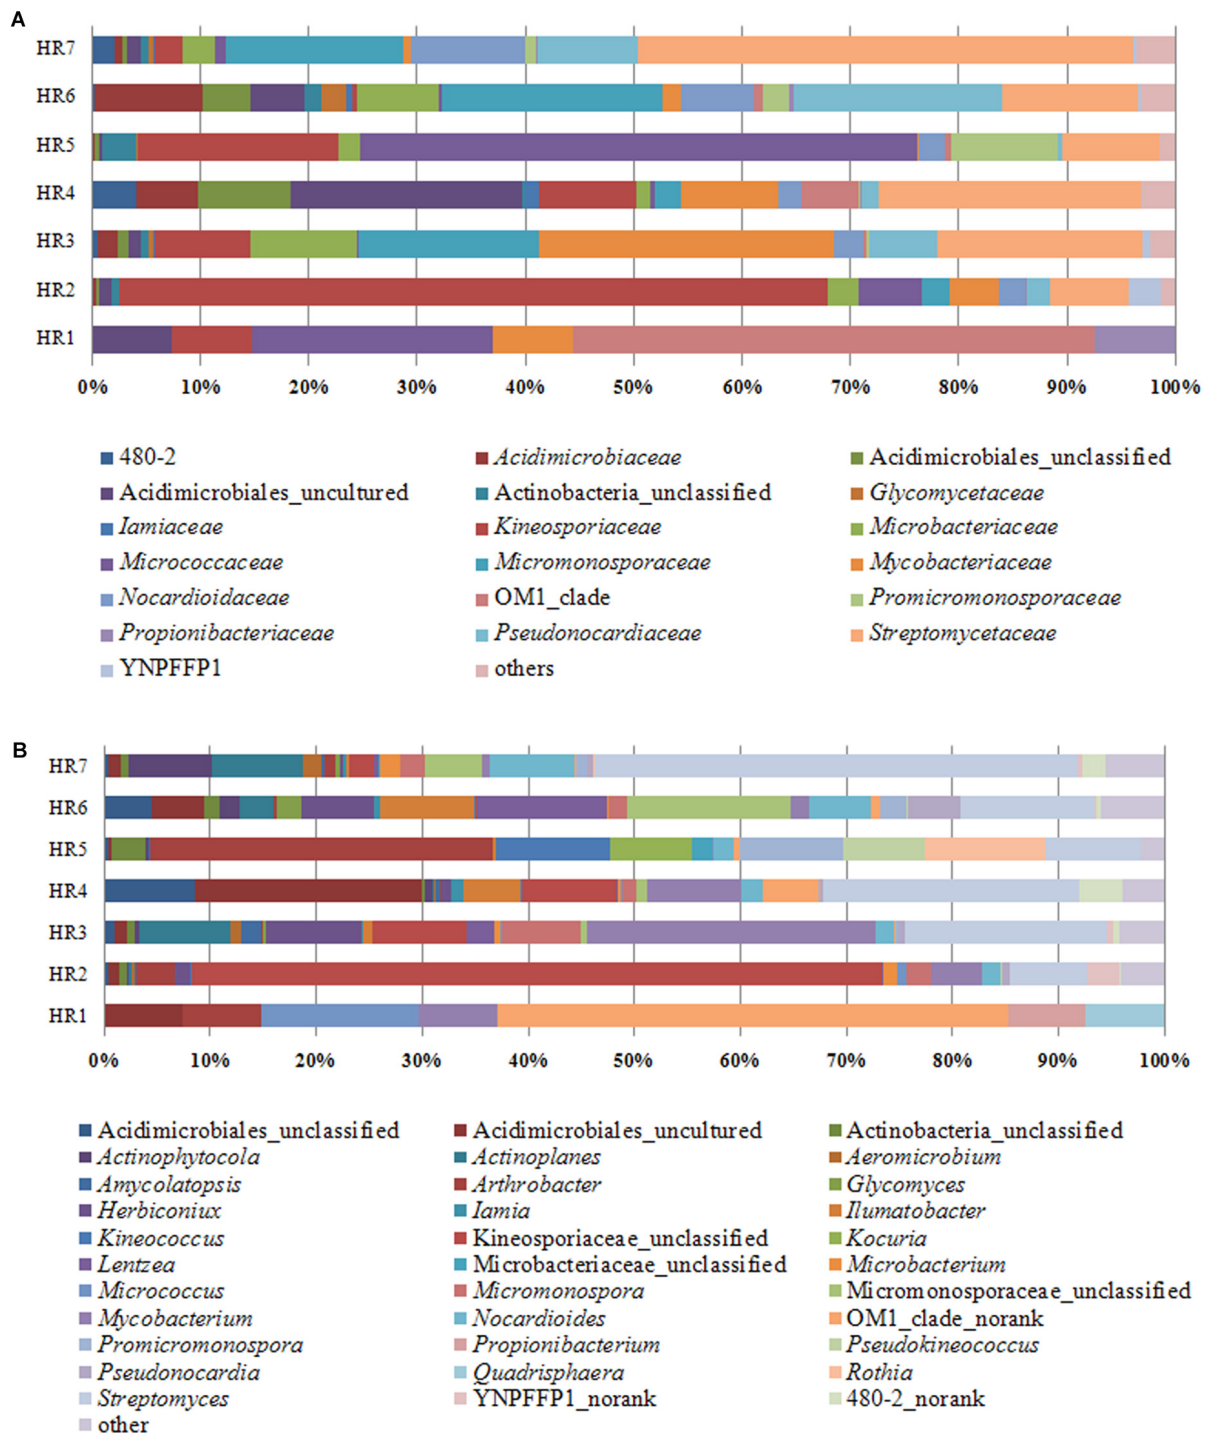 A
HR7
HR6
HR5
HR4
HR3
HR2
HR1
0% 10% 20% 30% 40% 50% 60% 70% 80% 90% 100%
480-2 Acidimicrobiaceae Acidimicrobiales_unclassified
Acidimicrobiales_uncultured Actinobacteria_unclassified Glycomycetaceae
Iamiaceae Kineosporiaceae Microbacteriaceae
Micrococcaceae Micromonosporaceae Mycobacteriaceae
Nocardioidaceae OM1_clade Promicromonosporaceae
Propionibacteriaceae Pseudonocardiaceae Streptomycetaceae
YNPFFP1 others
B
HR7
HR6
HR5
HR4
HR3
HR2
HR1
0% 10% 20% 30% 40% 50% 60% 70% 80% 90% 100%
Acidimicrobiales_unclassified Acidimicrobiales_uncultured Actinobacteria_unclassified
Actinophytocola Actinoplanes Aeromicrobium
Amycolatopsis Arthrobacter Glycomyces
Herbiconiux Iamia Ilumatobacter
Kineococcus Kineosporiaceae_unclassified Kocuria
Lentzea Microbacteriaceae_unclassified Microbacterium
Micrococcus Micromonospora Micromonosporaceae_unclassified
Mycobacterium Nocardioides OM1_clade_norank
Promicromonospora Propionibacterium Pseudokineococcus
Pseudonocardia Quadrisphaera Rothia
Streptomyces YNPFFP1_norank 480-2_norank
other